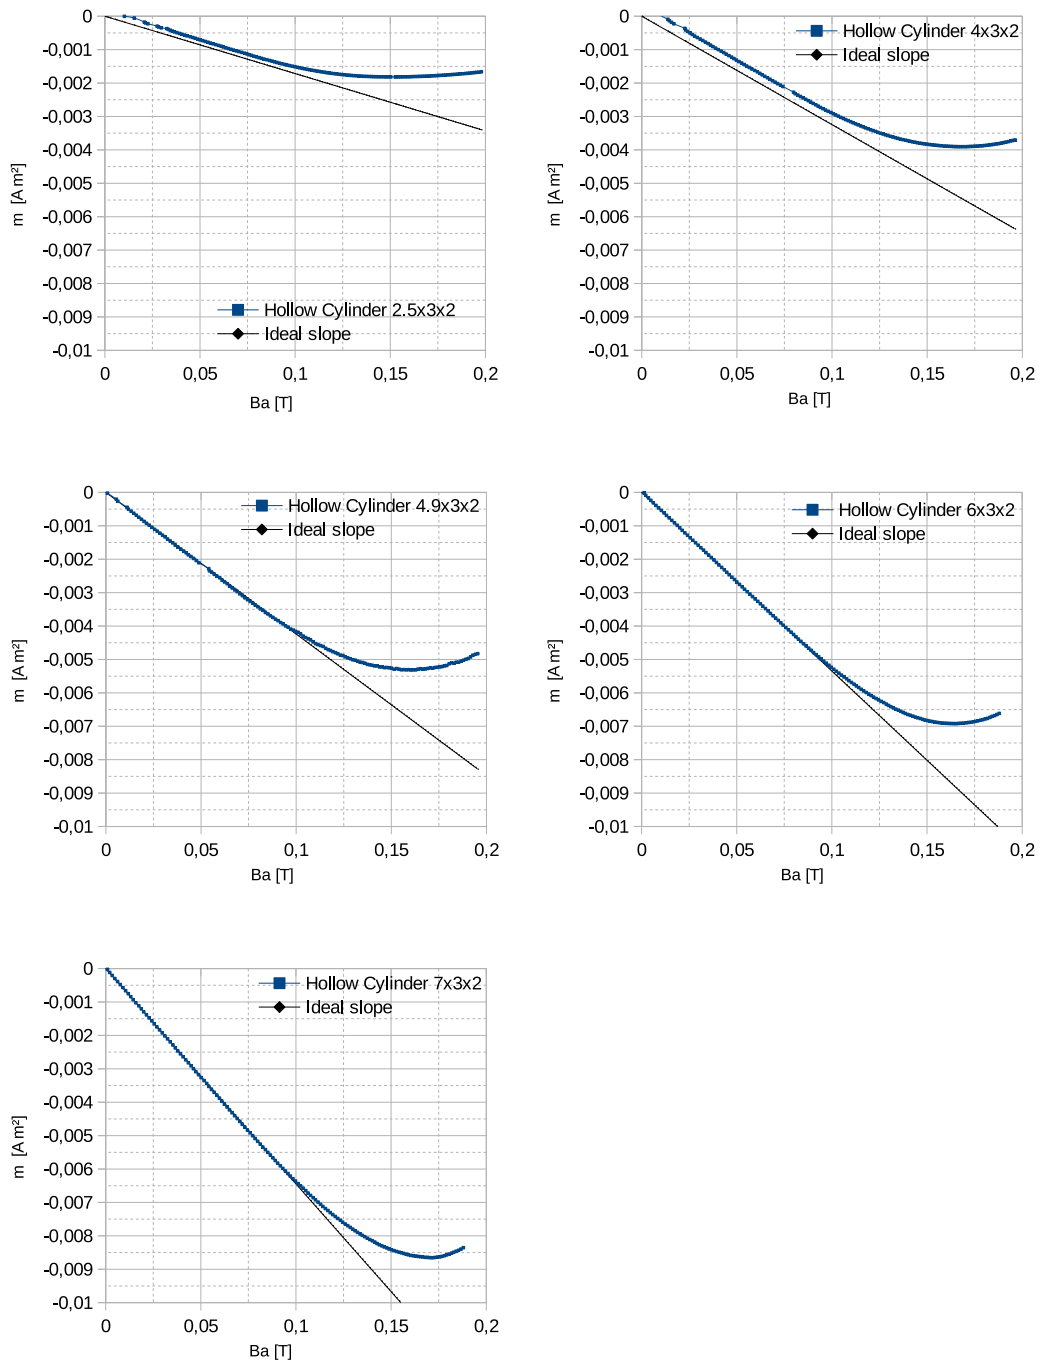 0
-0,001
-0,002
-0,003
-0,004
-0,005
-0,006
-0,007
-0,008
-0,009
-0,01
m [Am²]
Hollow Cylinder 2.5x3x2
Ideal slope
0 0,05 0,1 0,15 0,2
Ba [T]
0
-0,001
-0,002
-0,003
-0,004
-0,005
-0,006
-0,007
-0,008
-0,009
-0,01
m [Am²]
Hollow Cylinder 4x3x2
Ideal slope
0 0,05 0,1 0,15 0,2
Ba [T]
0
-0,001
-0,002
-0,003
-0,004
-0,005
-0,006
-0,007
-0,008
-0,009
-0,01
m [Am²]
Hollow Cylinder 4.9x3x2
Ideal slope
0 0,05 0,1 0,15 0,2
Ba [T]
0
-0,001
-0,002
-0,003
-0,004
-0,005
-0,006
-0,007
-0,008
-0,009
-0,01
m [Am²]
Hollow Cylinder 6x3x2
Ideal slope
0 0,05 0,1 0,15 0,2
Ba [T]
0
-0,001
-0,002
-0,003
-0,004
-0,005
-0,006
-0,007
-0,008
-0,009
-0,01
m [Am²]
Hollow Cylinder 7x3x2
Ideal slope
0 0,05 0,1 0,15 0,2
Ba [T]